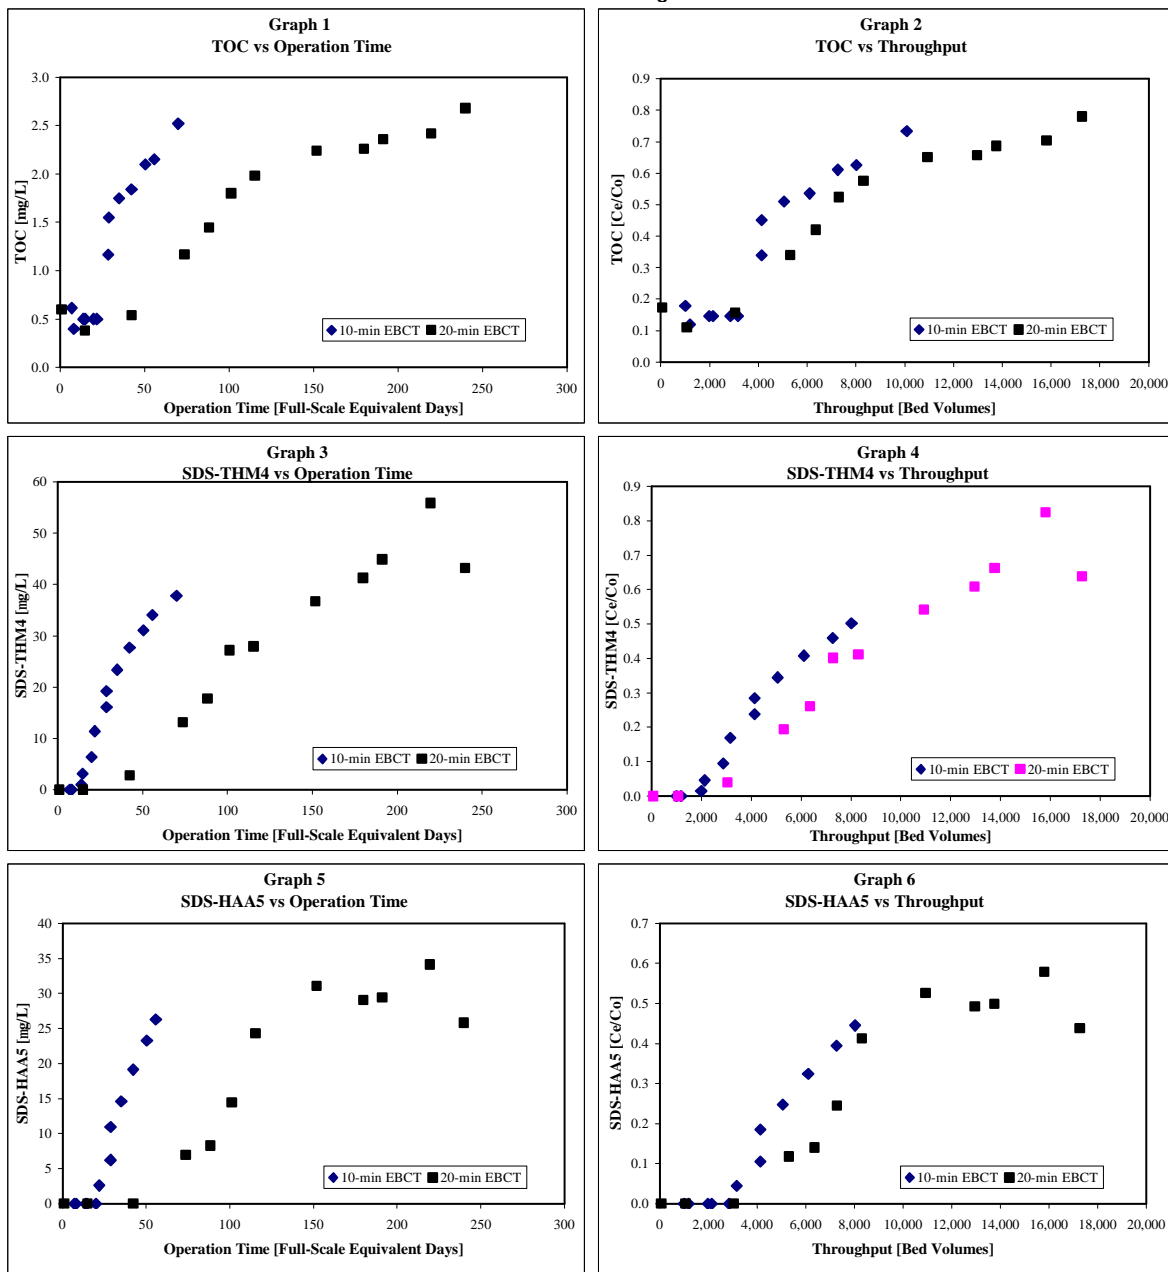 Graph 1
TOC vs Operation Time
3.0
2.5
2.0
1.5
1.0
0.5
0.0
TOC [mg/L]
0 50 100 150 200 250 300
Operation Time [Full-Scale Equivalent Days]
10-min EBCT 20-min EBCT
Graph 2
TOC vs Throughput
0.9
0.8
0.7
0.6
0.5
0.4
0.3
0.2
0.1
0.0
TOC [Ce/Co]
0 2,000 4,000 6,000 8,000 10,000 12,000 14,000 16,000 18,000 20,000
Throughput [Bed Volumes]
10-min EBCT 20-min EBCT
Graph 3
SDS-THM4 vs Operation Time
60
50
40
30
20
10
0
SDS-THM4 [mg/L]
0 50 100 150 200 250 300
Operation Time [Full-Scale Equivalent Days]
10-min EBCT 20-min EBCT
Graph 4
SDS-THM4 vs Throughput
0.9
0.8
0.7
0.6
0.5
0.4
0.3
0.2
0.1
0.0
SDS-THM4 [Ce/Co]
0 2,000 4,000 6,000 8,000 10,000 12,000 14,000 16,000 18,000 20,000
Throughput [Bed Volumes]
10-min EBCT 20-min EBCT
Graph 5
SDS-HAA5 vs Operation Time
40
35
30
25
20
15
10
5
0
SDS-HAA5 [mg/L]
0 50 100 150 200 250 300
Operation Time [Full-Scale Equivalent Days]
10-min EBCT 20-min EBCT
Graph 6
SDS-HAA5 vs Throughput
0.7
0.6
0.5
0.4
0.3
0.2
0.1
0.0
SDS-HAA5 [Ce/Co]
0 2,000 4,000 6,000 8,000 10,000 12,000 14,000 16,000 18,000 20,000
Throughput [Bed Volumes]
10-min EBCT 20-min EBCT